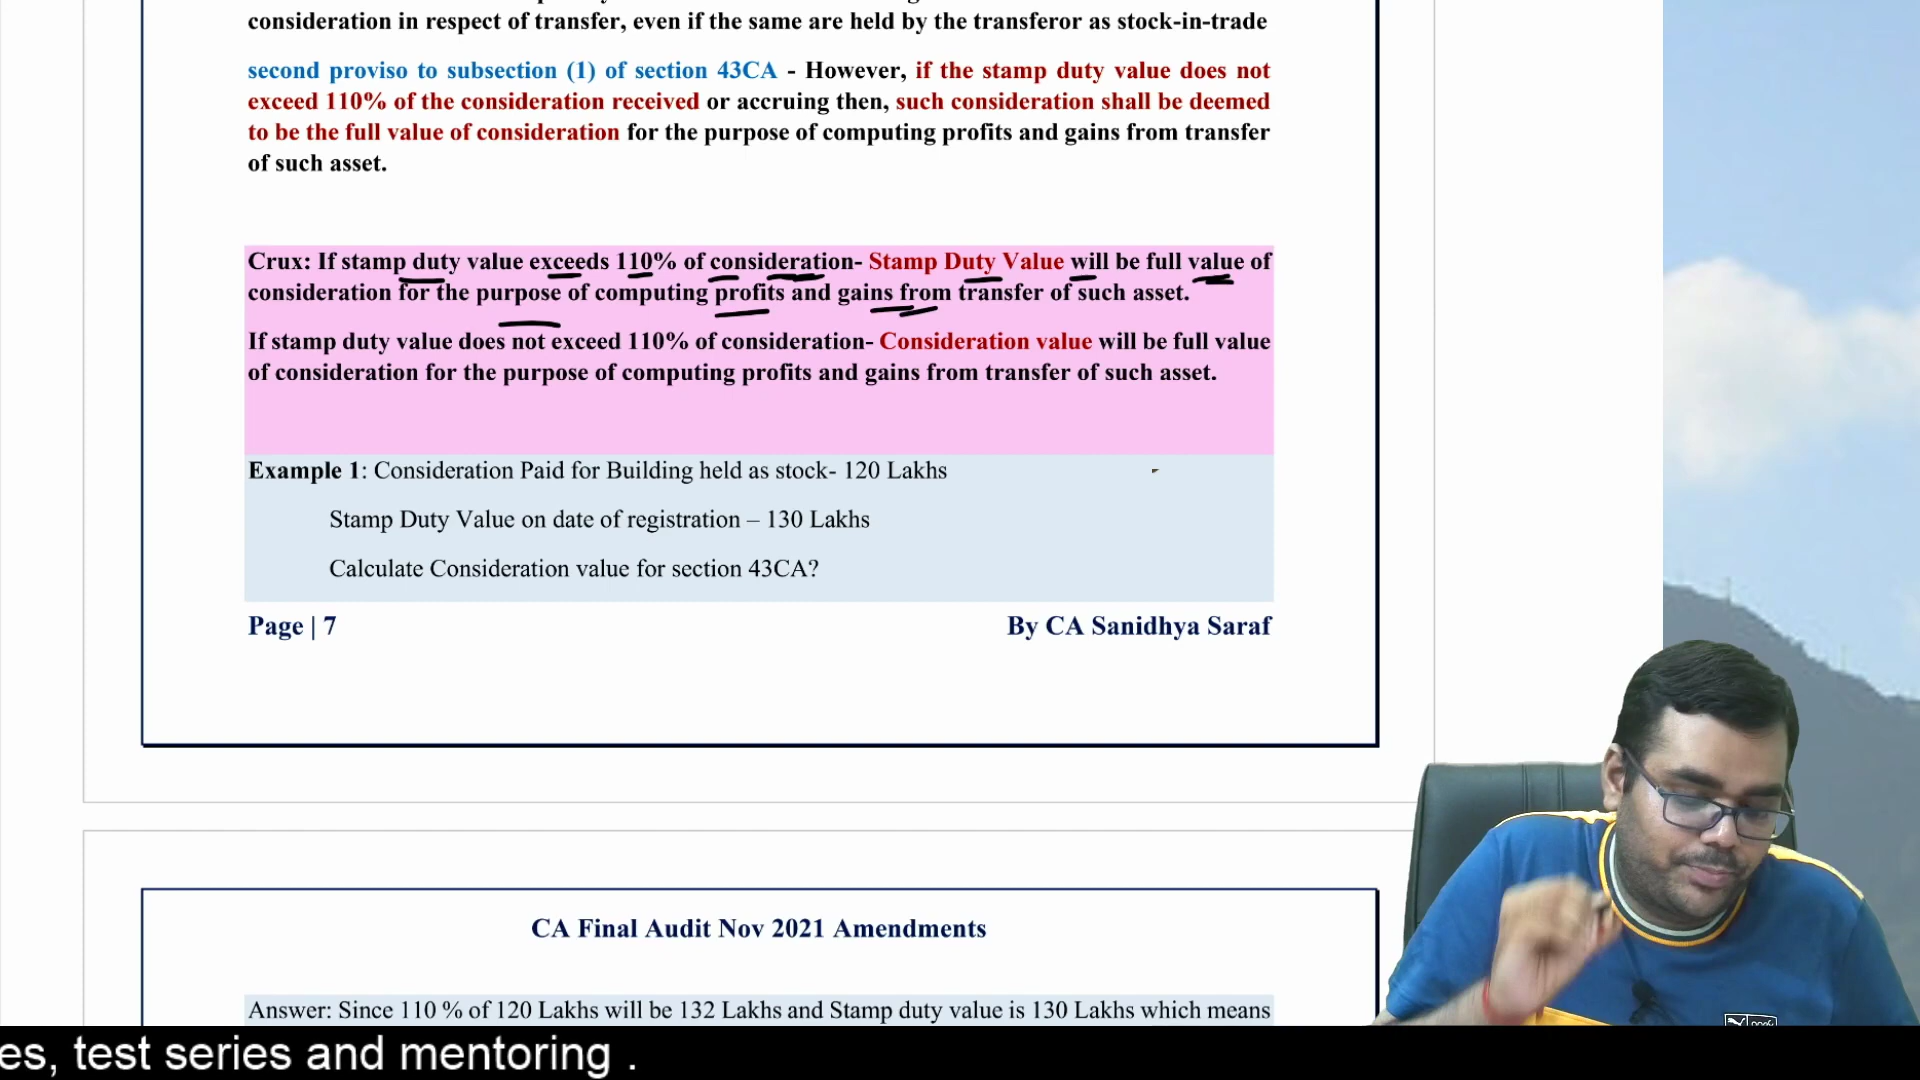 consideration in respect of transfer, even if the same are held by the transferor as stock-in-trade
second proviso to subsection (1) of section 43CA - However, if the stamp duty value does not
exceed 110% of the consideration received or accruing then, such consideration shall be deemed
to be the full value of consideration for the purpose of computing profits and gains from transfer
of such asset.
Crux: If stamp duty value exceeds 110% of consideration- Stamp Duty Value will be full value of
consideration for the purpose of computing profits and gains from transfer of such asset.
If stamp duty value does not exceed 110% of consideration- Consideration value will be full value
of consideration for the purpose of computing profits and gains from transfer of such asset.
Example 1: Consideration Paid for Building held as stock- 120 Lakhs
Stamp Duty Value on date of registration – 130 Lakhs
Calculate Consideration value for section 43CA?
Page | 7 By CA Sanidhya Saraf
CA Final Audit Nov 2021 Amendments
Answer: Since 110 % of 120 Lakhs will be 132 Lakhs and Stamp duty value is 130 Lakhs which means
es, test series and mentoring .